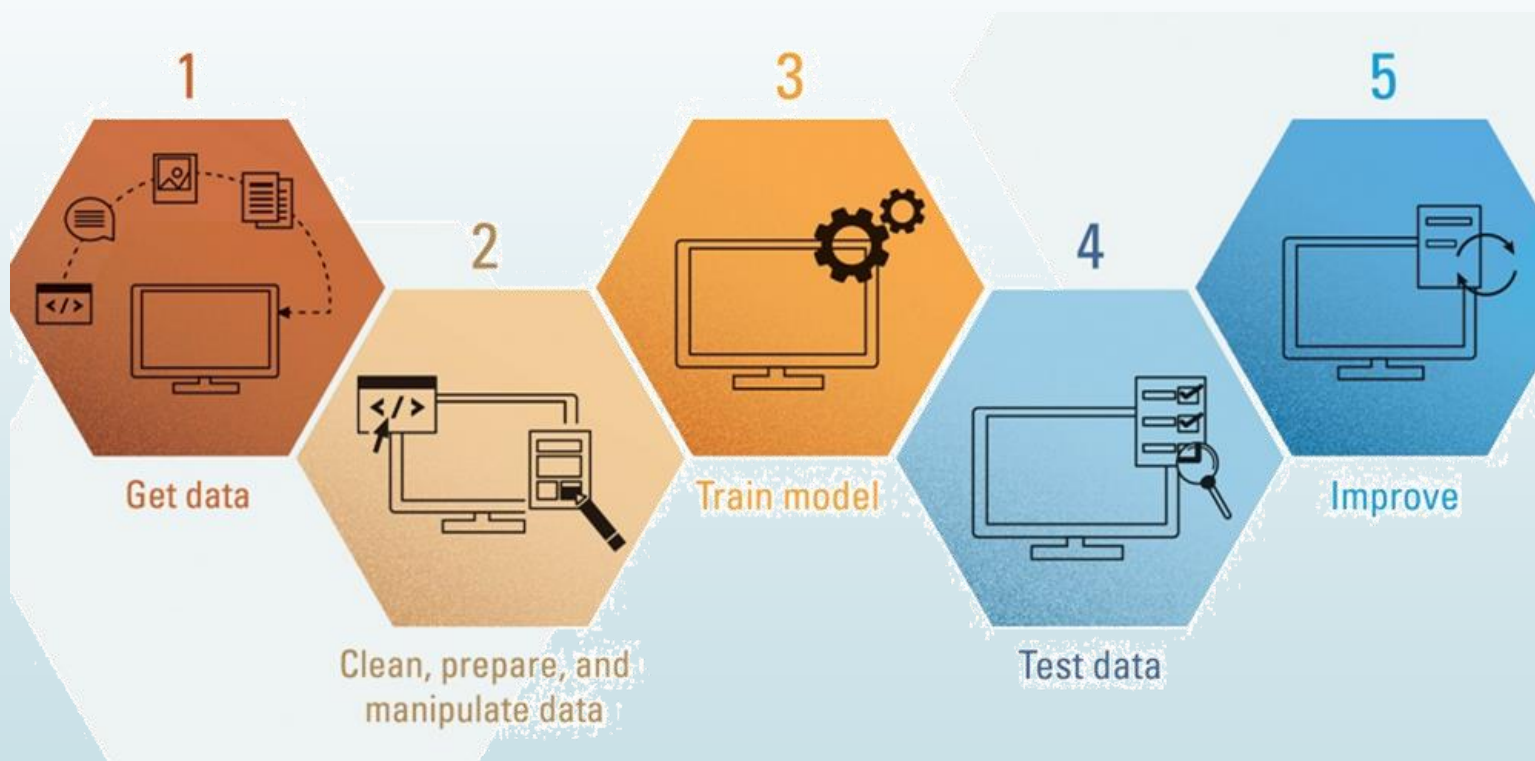 1
Get data
2
Clean, prepare, and
manipulate data
3
Train model
4
Test data
5
Improve